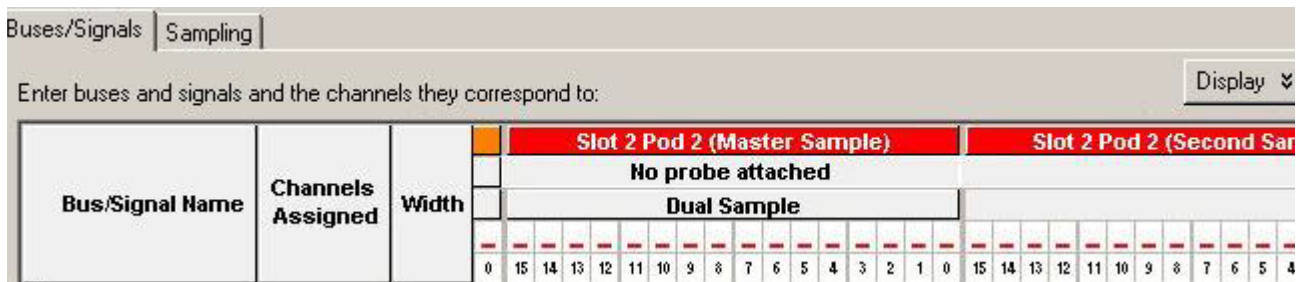 Buses/Signals Sampling
Enter buses and signals and the channels they correspond to: Display
Slot 2 Pod 2 (Master Sample) Slot 2 Pod 2 (Second Sam
No probe attached
Bus/Signal Name Channels Assigned Width
Dual Sample
0 15 14 13 12 11 10 9 8 7 6 5 4 3 2 1 0 15 14 13 12 11 10 9 8 7 6 5 4